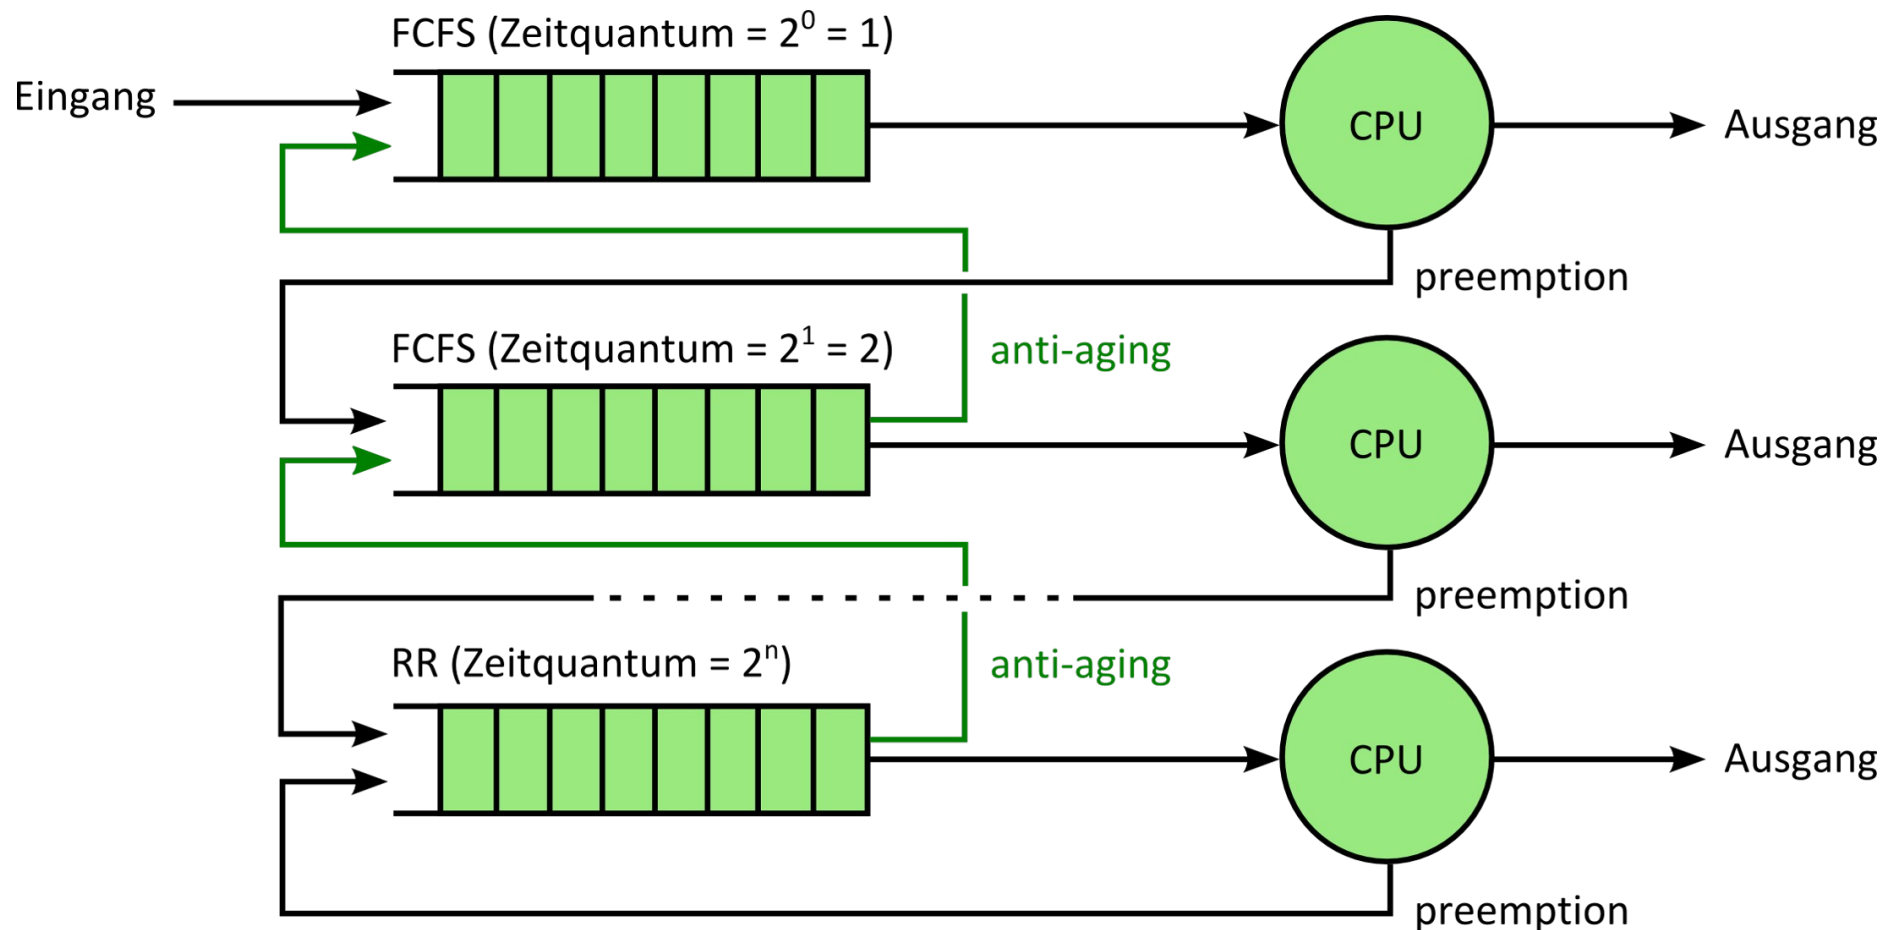 FCFS (Zeitquantum = 2⁰ = 1)
Eingang
CPU
Ausgang
preemption
FCFS (Zeitquantum = 2¹ = 2)
anti-aging
CPU
Ausgang
preemption
RR (Zeitquantum = 2ⁿ)
anti-aging
CPU
Ausgang
preemption